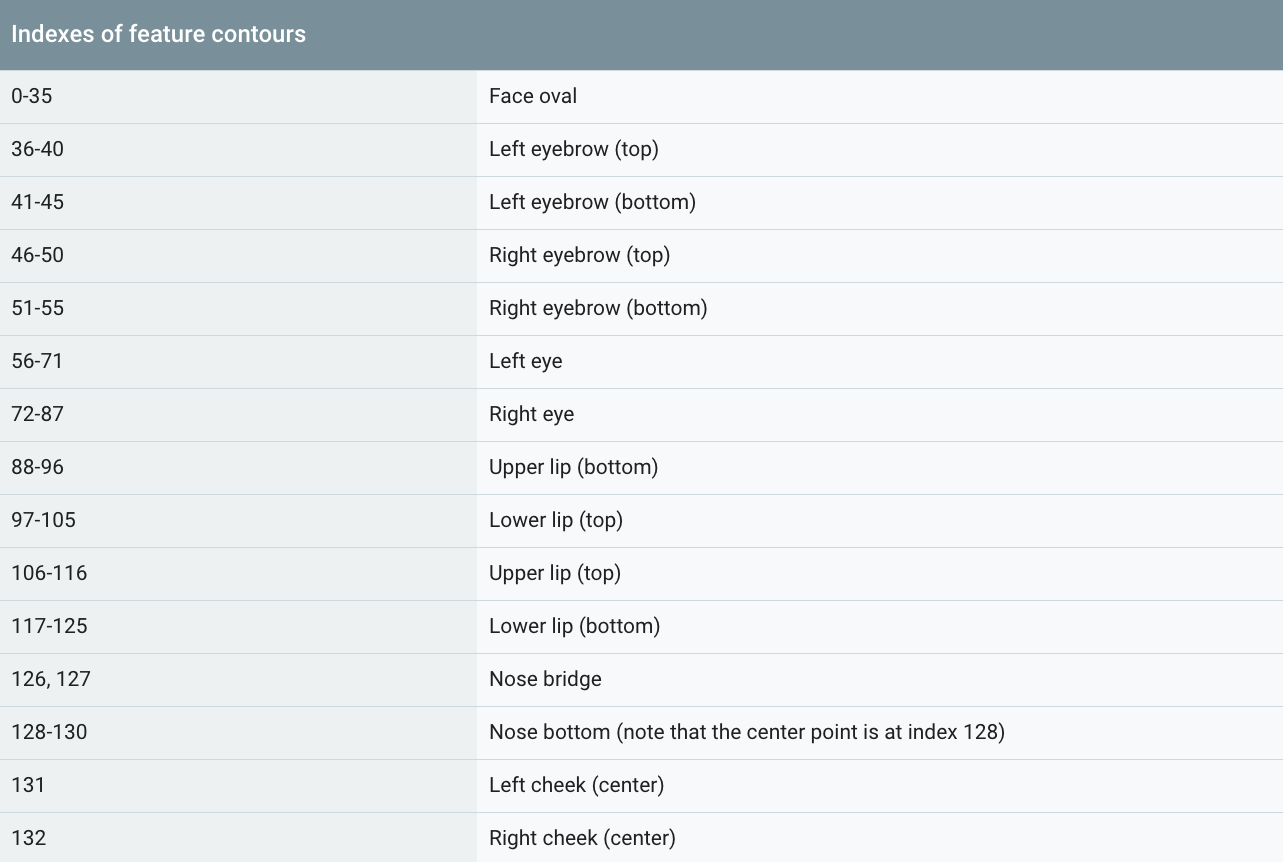 Indexes of feature contours
0-35 Face oval
36-40 Left eyebrow (top)
41-45 Left eyebrow (bottom)
46-50 Right eyebrow (top)
51-55 Right eyebrow (bottom)
56-71 Left eye
72-87 Right eye
88-96 Upper lip (bottom)
97-105 Lower lip (top)
106-116 Upper lip (top)
117-125 Lower lip (bottom)
126, 127 Nose bridge
128-130 Nose bottom (note that the center point is at index 128)
131 Left cheek (center)
132 Right cheek (center)